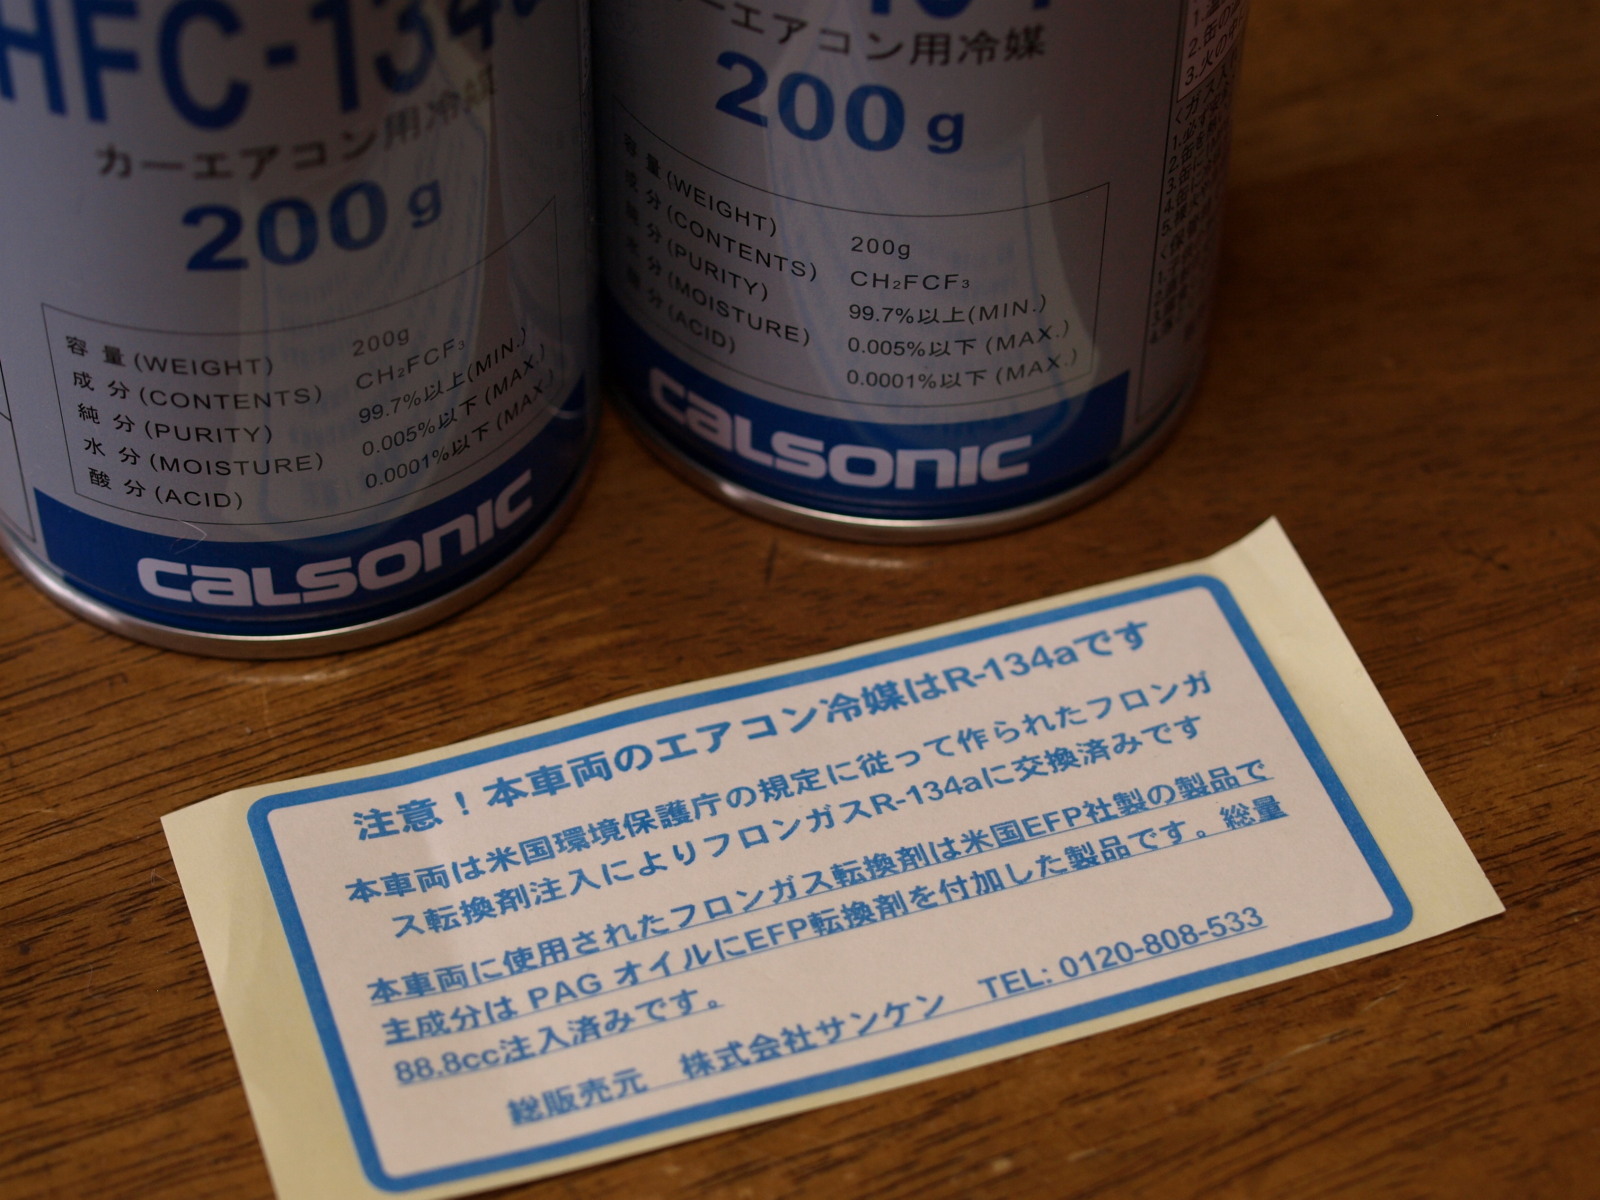 HFC-134a
カーエアコン用冷媒
200g
容量(WEIGHT) 200g
成分(CONTENTS) CH₂FCF₃
純分(PURITY) 99.7%以上(MIN.)
水分(MOISTURE) 0.005%以下(MAX.)
酸分(ACID) 0.0001%以下(MAX.)
CALSONIC
カーエアコン用冷媒
200g
容量(WEIGHT) 200g
成分(CONTENTS) CH₂FCF₃
純分(PURITY) 99.7%以上(MIN.)
水分(MOISTURE) 0.005%以下(MAX.)
酸分(ACID) 0.0001%以下(MAX.)
CALSONIC
注意！本車両のエアコン冷媒はR-134aです
本車両は米国環境保護庁の規定に従って作られたフロンガ
ス転換剤注入によりフロンガスR-134aに交換済みです
本車両に使用されたフロンガス転換剤は米国EFP社製の製品で
主成分は PAG オイルにEFP転換剤を付加した製品です。総量
88.8cc注入済みです。
総販売元 株式会社サンケン TEL: 0120-808-533